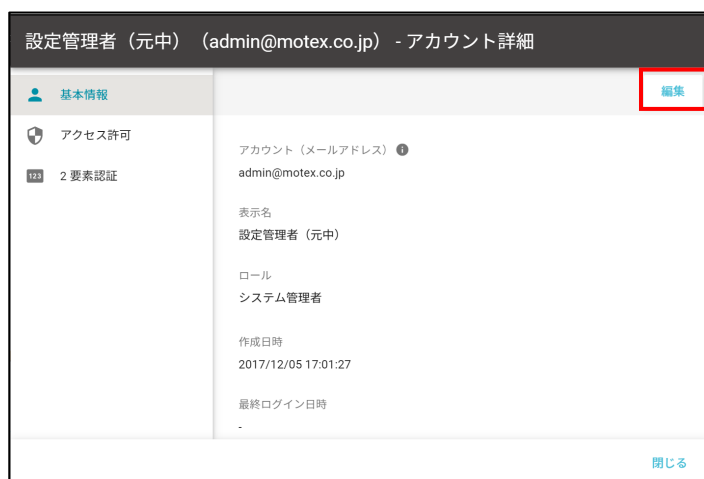 設定管理者（元中）（admin@motex.co.jp） - アカウント詳細
基本情報
編集
アクセス許可
123 2 要素認証
アカウント（メールアドレス）
admin@motex.co.jp
表示名
設定管理者（元中）
ロール
システム管理者
作成日時
2017/12/05 17:01:27
最終ログイン日時
-
閉じる